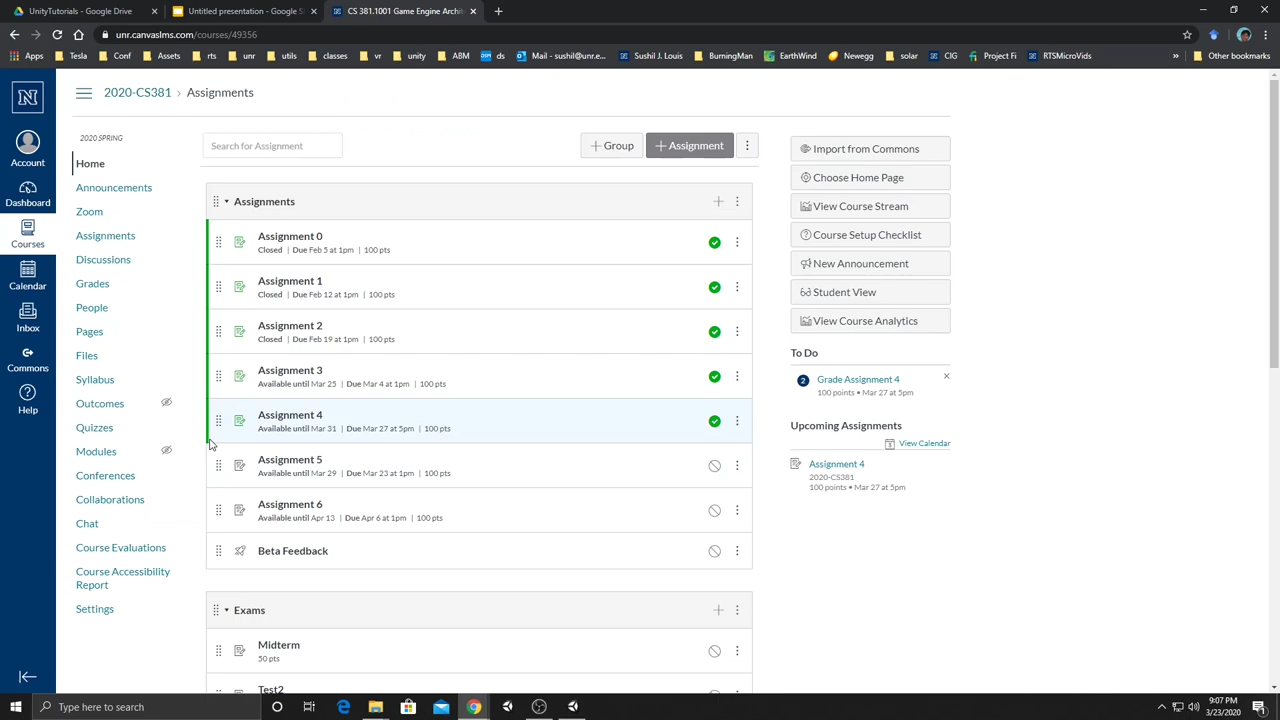 UnityTutorials - Google Drive
Untitled presentation - Google S
CS 381.1001 Game Engine Archite
unr.canvaslms.com/courses/49356
Apps Tudor Conf Assets rts unr utils classes vr unity ABM ds Mail - sushil@unr.e... Sushil J. Louis BurningMan EarthWind Newegg solar CIG Project Fi RTSMicroVids »
2020-CS381 › Assignments
2020 SPRING
Account
Dashboard
Courses
Calendar
Inbox
Commons
Help
Home
Announcements
Zoom
Assignments
Discussions
Grades
People
Pages
Files
Syllabus
Outcomes
Quizzes
Modules
Conferences
Collaborations
Chat
Course Evaluations
Course Accessibility
Report
Settings
Search for Assignment
+ Group
+ Assignment
Assignments
Assignment 0
Closed | Due Feb 5 at 1pm | 100 pts
Assignment 1
Closed | Due Feb 12 at 1pm | 100 pts
Assignment 2
Closed | Due Feb 19 at 1pm | 100 pts
Assignment 3
Available until Mar 25 | Due Mar 4 at 1pm | 100 pts
Assignment 4
Available until Mar 31 | Due Mar 27 at 5pm | 100 pts
Assignment 5
Available until Mar 29 | Due Mar 23 at 1pm | 100 pts
Assignment 6
Available until Apr 13 | Due Apr 6 at 1pm | 100 pts
Beta Feedback
Exams
Midterm
50 pts
Test2
Import from Commons
Choose Home Page
View Course Stream
Course Setup Checklist
New Announcement
Student View
View Course Analytics
To Do
2 Grade Assignment 4
100 points • Mar 27 at 5pm
Upcoming Assignments
View Calendar
Assignment 4
2020-CS381
100 points • Mar 27 at 5pm
Type here to search
9:07 PM
3/23/2020